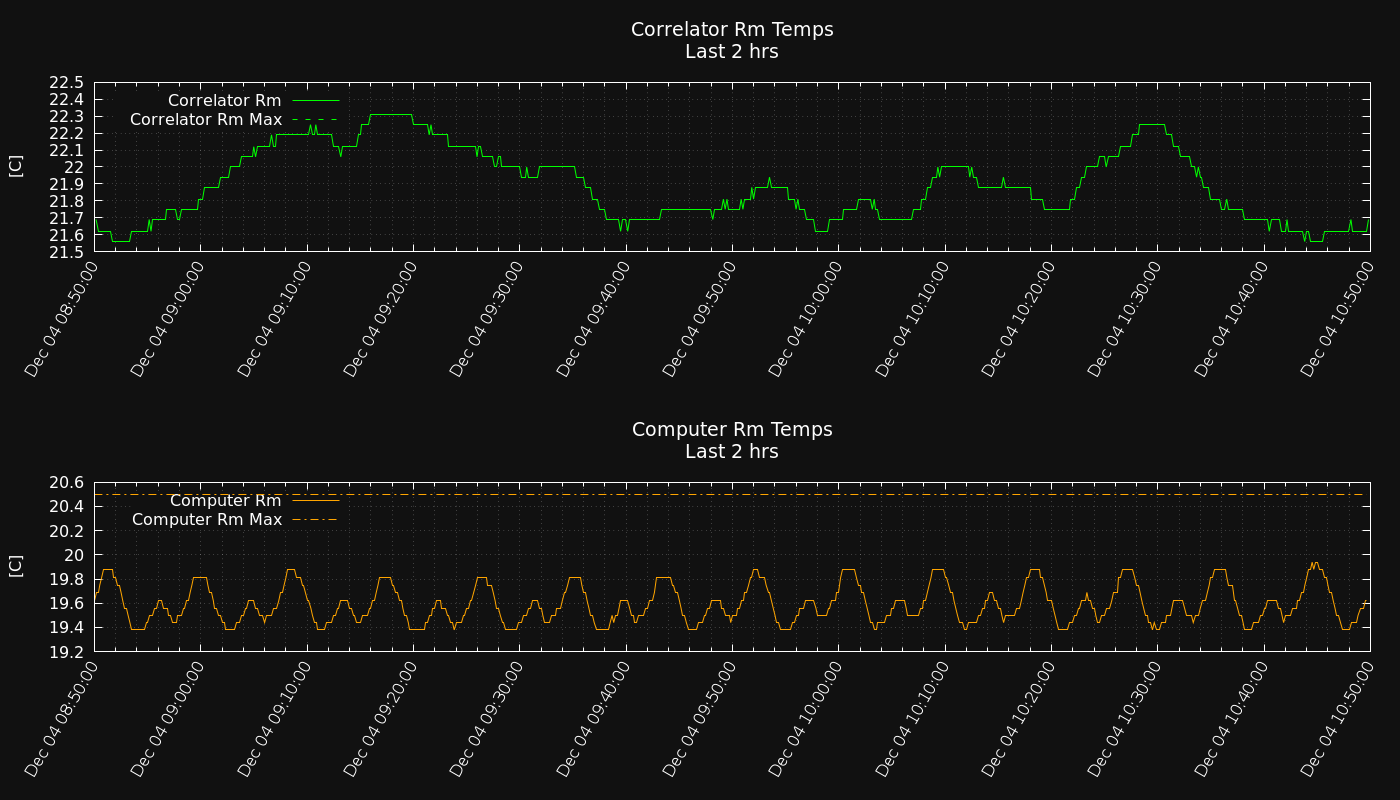 Correlator Rm Temps
Last 2 hrs
22.5
22.4
22.3
22.2
22.1
22
21.9
21.8
21.7
21.6
21.5
[C]
Correlator Rm
Correlator Rm Max
Dec 04 08:50:00
Dec 04 09:00:00
Dec 04 09:10:00
Dec 04 09:20:00
Dec 04 09:30:00
Dec 04 09:40:00
Dec 04 09:50:00
Dec 04 10:00:00
Dec 04 10:10:00
Dec 04 10:20:00
Dec 04 10:30:00
Dec 04 10:40:00
Dec 04 10:50:00
Computer Rm Temps
Last 2 hrs
20.6
20.4
20.2
20
19.8
19.6
19.4
19.2
[C]
Computer Rm
Computer Rm Max
Dec 04 08:50:00
Dec 04 09:00:00
Dec 04 09:10:00
Dec 04 09:20:00
Dec 04 09:30:00
Dec 04 09:40:00
Dec 04 09:50:00
Dec 04 10:00:00
Dec 04 10:10:00
Dec 04 10:20:00
Dec 04 10:30:00
Dec 04 10:40:00
Dec 04 10:50:00